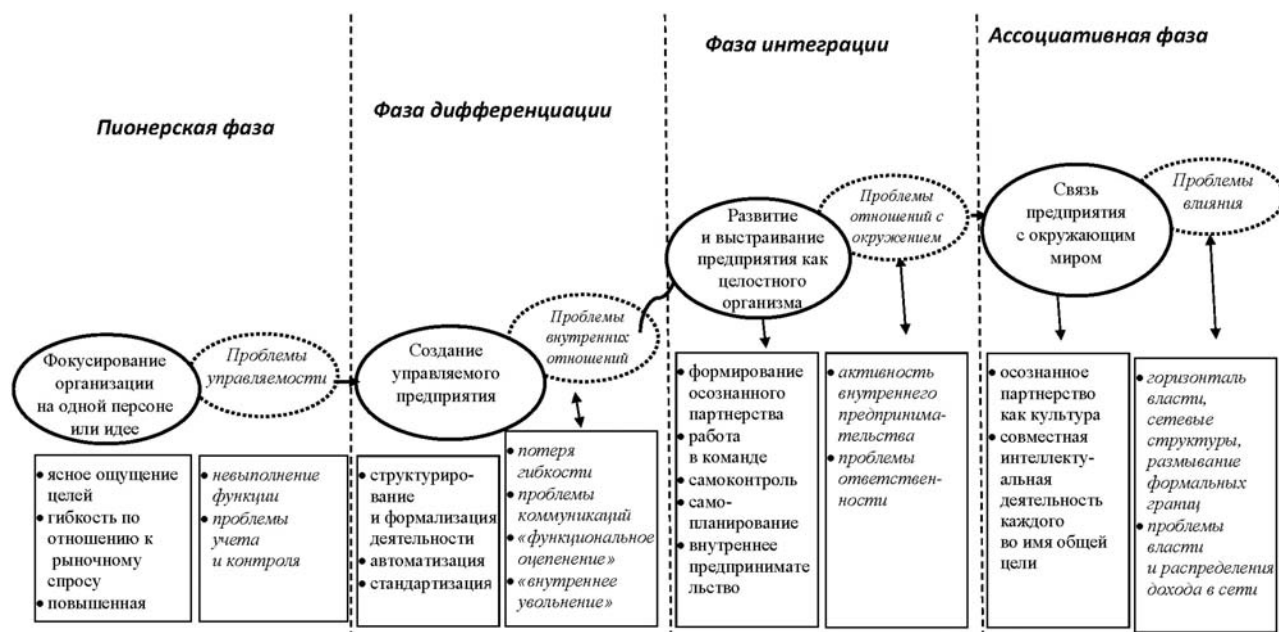 Пионерская фаза
Фокусирование
организации
на одной персоне
или идее
Проблемы
управляемости
• ясное ощущение
целей
• гибкость по
отношению к
рыночному
спросу
• повышенная
• невыполнение
функции
• проблемы
учета
и контроля
Фаза дифференциации
Создание
управляемого
предприятия
Проблемы
внутренних
отношений
• структурирo-
вание
и формализация
деятельности
• автоматизация
• стандартизация
• потеря
гибкости
• проблемы
коммуникаций
• «функциональное
оцепенение»
• «внутреннее
увольнение»
Фаза интеграции
Развитие
и выстраивание
предприятия как
целостного
организма
Проблемы
отношений с
окружением
• формирование
осознанного
партнерства
• работа
в команде
• самоконтроль
• само-
планирование
• внутреннее
предпринимате
льство
• активность
внутреннего
предпринима-
тельства
• проблемы
ответствен-
ности
Ассоциативная фаза
Связь
предприятия
с окружающим
миром
Проблемы
влияния
• осознанное
партнерство
как культура
• совместная
интеллекту-
альная
деятельность
каждого
во имя общей
цели
• горизонталь
власти,
сетевые
структуры,
размывание
формальных
границ
• проблемы
власти
и распределения
дохода в сети